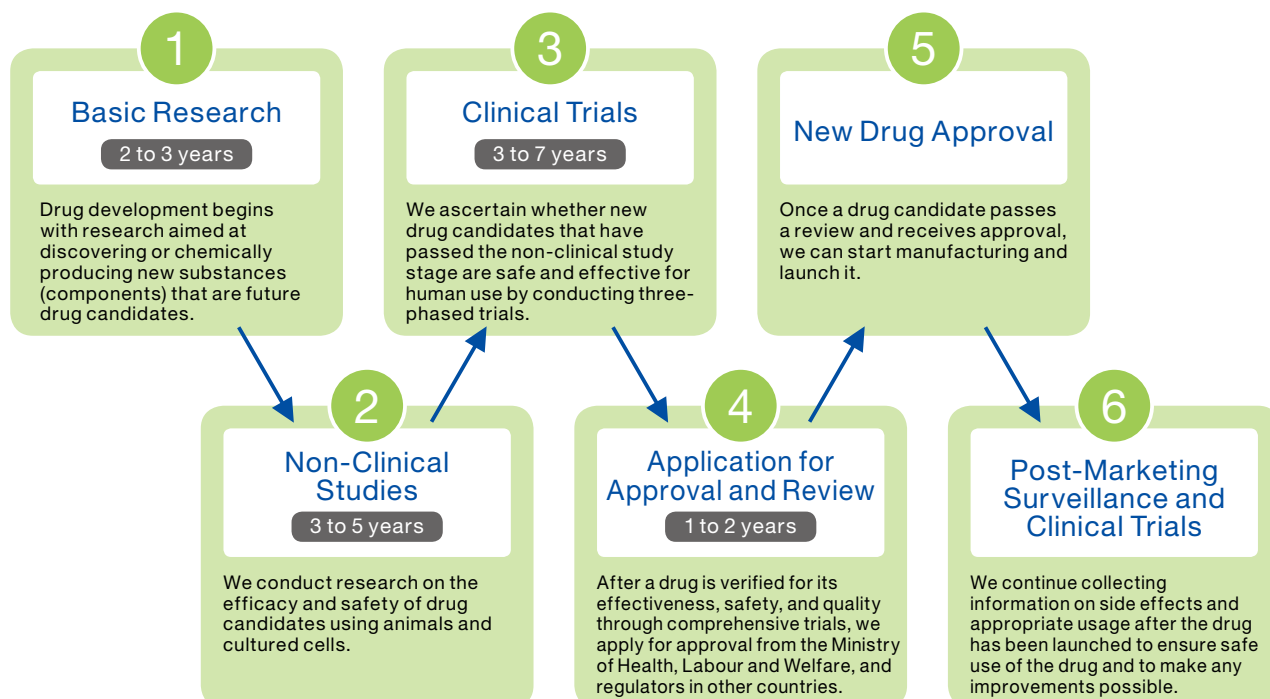 1
Basic Research
2 to 3 years
Drug development begins
with research aimed at
discovering or chemically
producing new substances
(components) that are future
drug candidates.
2
Non-Clinical
Studies
3 to 5 years
We conduct research on the
efficacy and safety of drug
candidates using animals and
cultured cells.
3
Clinical Trials
3 to 7 years
We ascertain whether new
drug candidates that have
passed the non-clinical study
stage are safe and effective for
human use by conducting three-
phased trials.
4
Application for
Approval and Review
1 to 2 years
After a drug is verified for its
effectiveness, safety, and quality
through comprehensive trials, we
apply for approval from the Ministry
of Health, Labour and Welfare, and
regulators in other countries.
5
New Drug Approval
Once a drug candidate passes
a review and receives approval,
we can start manufacturing and
launch it.
6
Post-Marketing
Surveillance and
Clinical Trials
We continue collecting
information on side effects and
appropriate usage after the drug
has been launched to ensure safe
use of the drug and to make any
improvements possible.